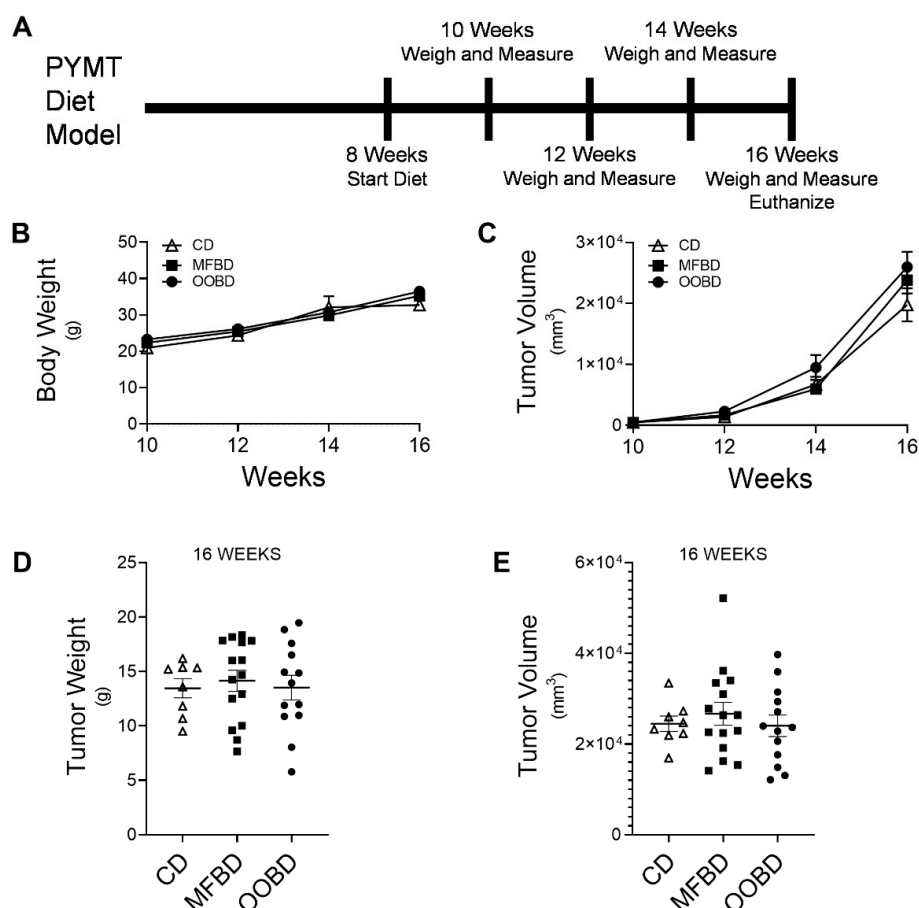 A
PYMT
Diet
Model
10 Weeks
Weigh and Measure
14 Weeks
Weigh and Measure
8 Weeks
Start Diet
12 Weeks
Weigh and Measure
16 Weeks
Weigh and Measure
Euthanize
B
CD
MFBD
OOBD
Body Weight
(g)
50
40
30
20
10
0
10 12 14 16
Weeks
C
CD
MFBD
OOBD
Tumor Volume
(mm³)
3×10⁴
2×10⁴
1×10⁴
0
10 12 14 16
Weeks
D
16 WEEKS
Tumor Weight
(g)
25
20
15
10
5
0
CD MFBD OOBD
E
16 WEEKS
Tumor Volume
(mm³)
6×10⁴
4×10⁴
2×10⁴
0
CD MFBD OOBD